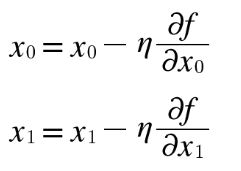 x₀ = x₀ − η ∂f/∂x₀
x₁ = x₁ − η ∂f/∂x₁